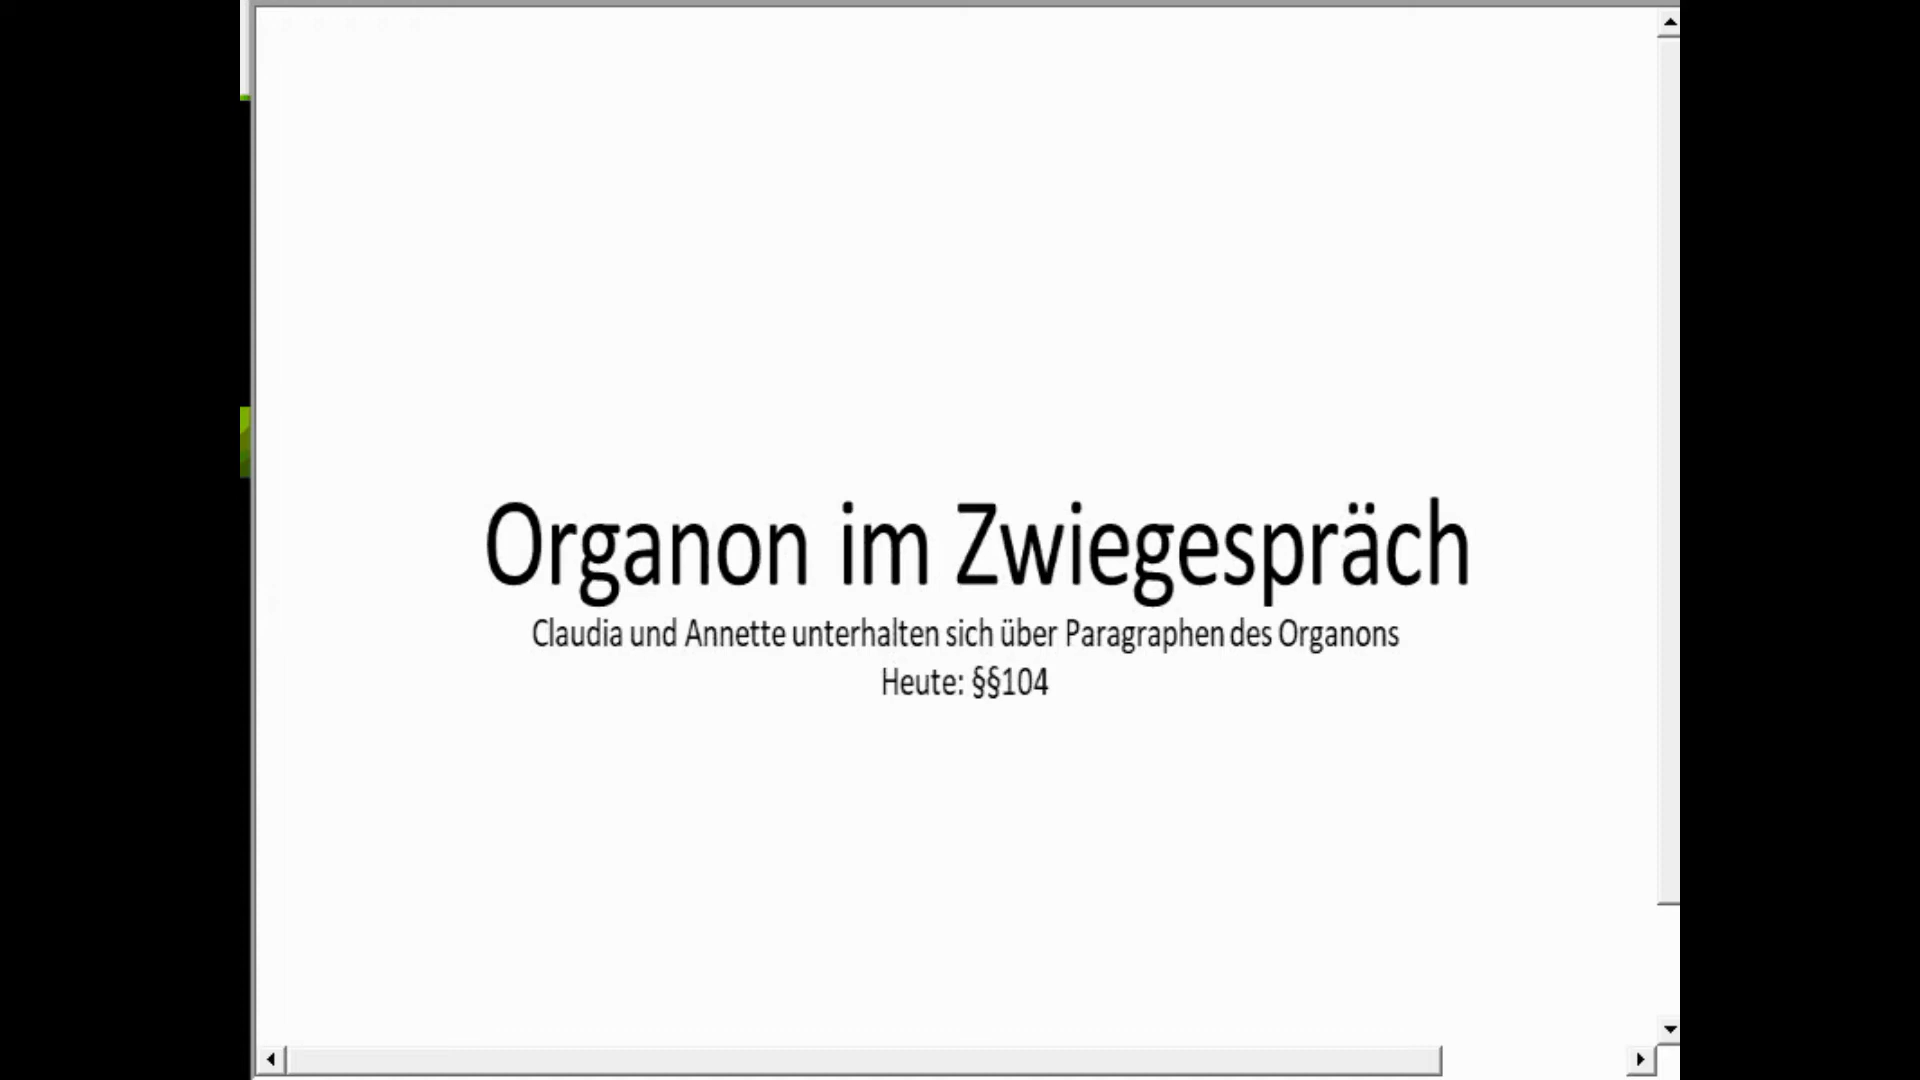 Organon im Zwiegespräch
Claudia und Annette unterhalten sich über Paragraphen des Organons
Heute: §§104